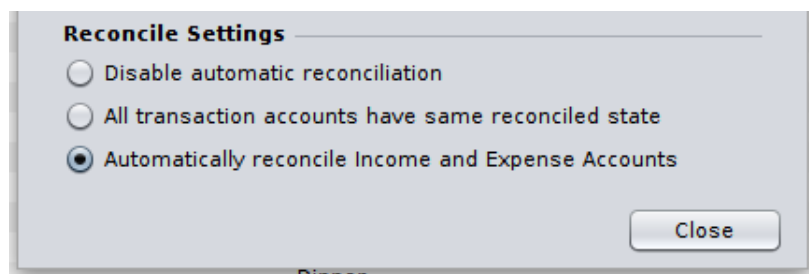 Reconcile Settings
Disable automatic reconciliation
All transaction accounts have same reconciled state
Automatically reconcile Income and Expense Accounts
Close